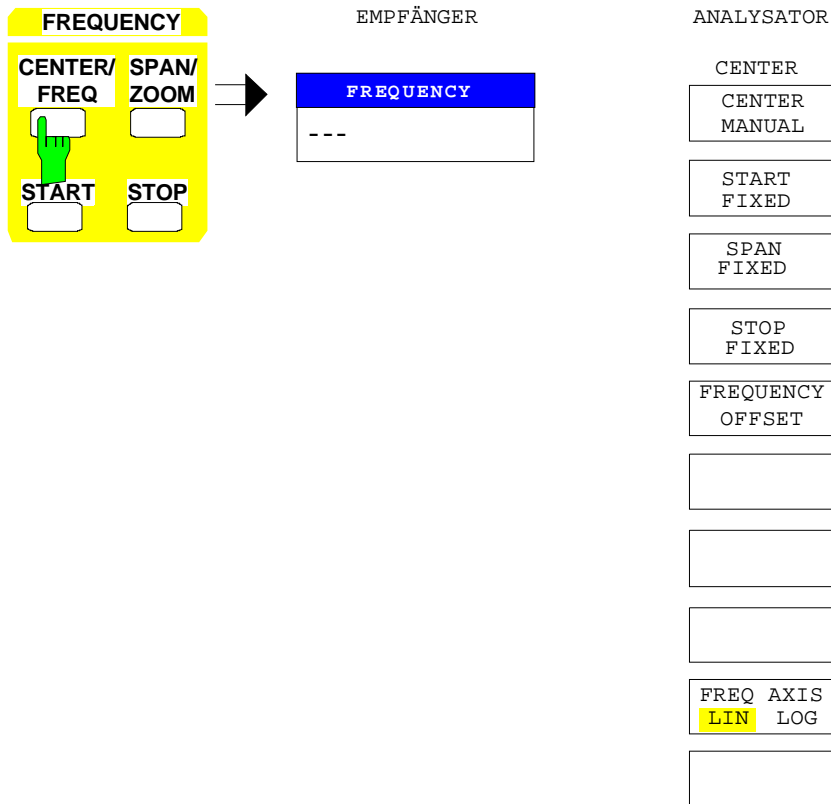 FREQUENCY
CENTER/ SPAN/
FREQ ZOOM
START STOP
EMPFÄNGER
FREQUENCY
---
ANALYSATOR
CENTER
CENTER
MANUAL
START
FIXED
SPAN
FIXED
STOP
FIXED
FREQUENCY
OFFSET
FREQ AXIS
LIN LOG